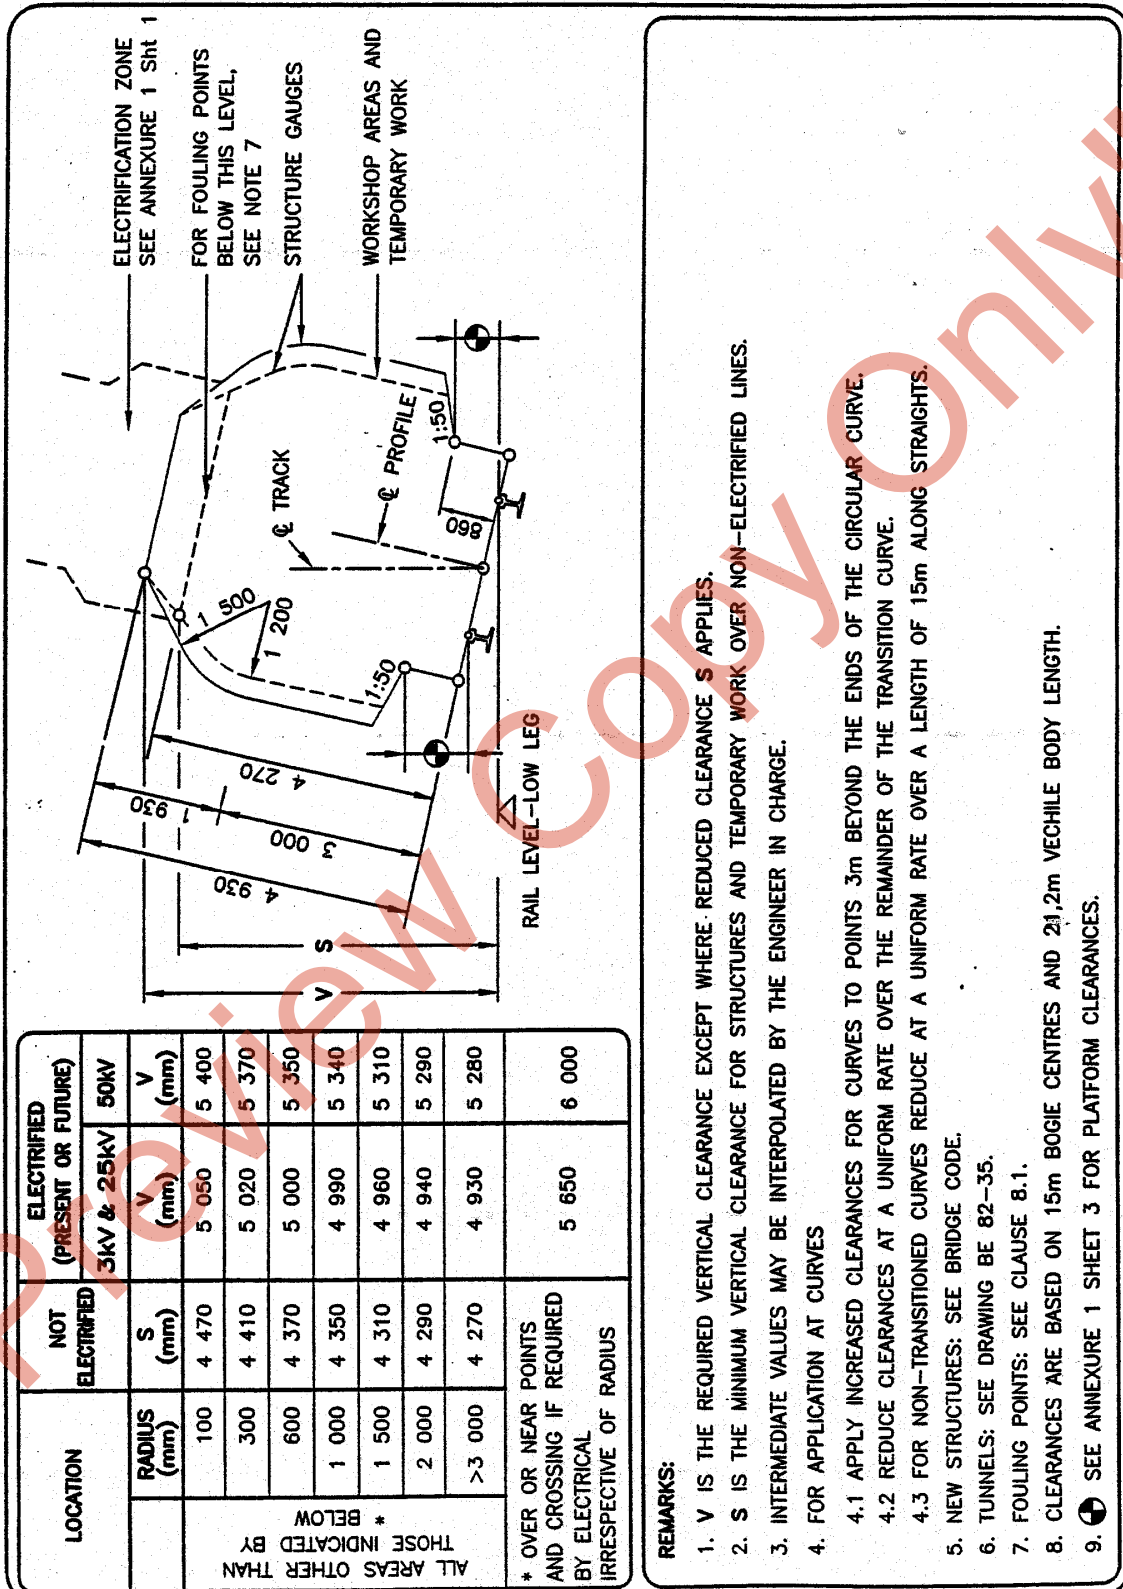 LOCATION
NOT
ELECTRIFIED
ELECTRIFIED
(PRESENT OR FUTURE)
3kV & 25kV
50kV
RADIUS
(mm)
S
(mm)
V
(mm)
V
(mm)
ALL AREAS OTHER THAN
THOSE INDICATED BY
* BELOW
100 4 470 5 050 5 400
300 4 410 5 020 5 370
600 4 370 5 000 5 350
1 000 4 350 4 990 5 340
1 500 4 310 4 960 5 310
2 000 4 290 4 940 5 290
>3 000 4 270 4 930 5 280
* OVER OR NEAR POINTS
AND CROSSING IF REQUIRED
BY ELECTRICAL
IRRESPECTIVE OF RADIUS
5 650
6 000
ELECTRIFICATION ZONE
SEE ANNEXURE 1 Sht 1
FOR FOULING POINTS
BELOW THIS LEVEL,
SEE NOTE 7
STRUCTURE GAUGES
WORKSHOP AREAS AND
TEMPORARY WORK
1 500
1 200
℄ TRACK
℄ PROFILE
1:50
1:50
860
4 270
1 930
3 000
4 930
S
V
RAIL LEVEL-LOW LEG
REMARKS:
1. V IS THE REQUIRED VERTICAL CLEARANCE EXCEPT WHERE REDUCED CLEARANCE S APPLIES.
2. S IS THE MINIMUM VERTICAL CLEARANCE FOR STRUCTURES AND TEMPORARY WORK OVER NON-ELECTRIFIED LINES.
3. INTERMEDIATE VALUES MAY BE INTERPOLATED BY THE ENGINEER IN CHARGE.
4. FOR APPLICATION AT CURVES
4.1 APPLY INCREASED CLEARANCES FOR CURVES TO POINTS 3m BEYOND THE ENDS OF THE CIRCULAR CURVE.
4.2 REDUCE CLEARANCES AT A UNIFORM RATE OVER THE REMAINDER OF THE TRANSITION CURVE.
4.3 FOR NON-TRANSITIONED CURVES REDUCE AT A UNIFORM RATE OVER A LENGTH OF 15m ALONG STRAIGHTS.
5. NEW STRUCTURES: SEE BRIDGE CODE.
6. TUNNELS: SEE DRAWING BE 82-35.
7. FOULING POINTS: SEE CLAUSE 8.1.
8. CLEARANCES ARE BASED ON 15m BOGIE CENTRES AND 21,2m VECHILE BODY LENGTH.
9. SEE ANNEXURE 1 SHEET 3 FOR PLATFORM CLEARANCES.
Preview Copy Only